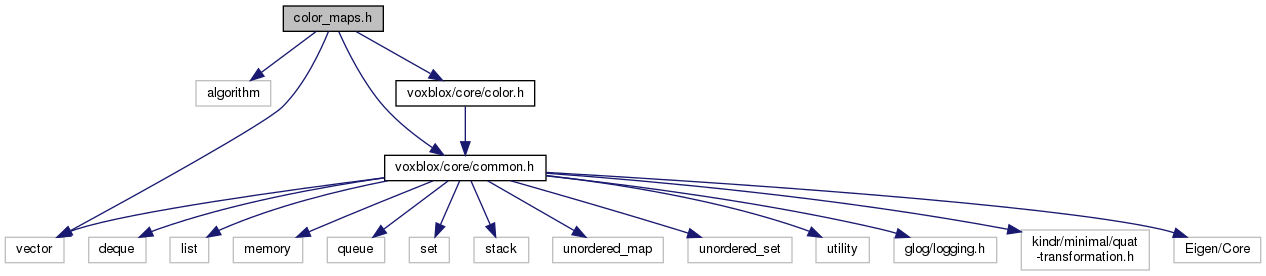 color_maps.h
algorithm
voxblox/core/color.h
voxblox/core/common.h
vector
deque
list
memory
queue
set
stack
unordered_map
unordered_set
utility
glog/logging.h
kindr/minimal/quat
-transformation.h
Eigen/Core